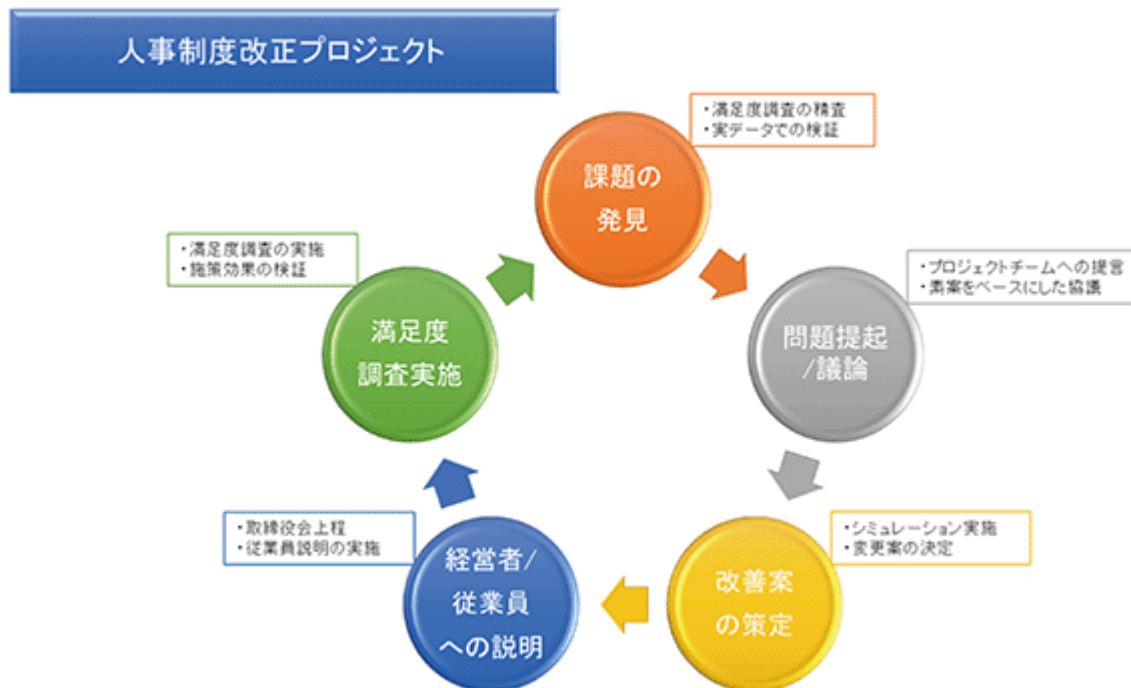 人事制度改正プロジェクト
・満足度調査の精査
・実データでの検証
課題の
発見
・プロジェクトチームへの提言
・素案をベースにした協議
問題提起
/議論
・シミュレーション実施
・変更案の決定
改善案
の策定
・取締役会上程
・従業員説明の実施
経営者/
従業員
への説明
・満足度調査の実施
・施策効果の検証
満足度
調査実施